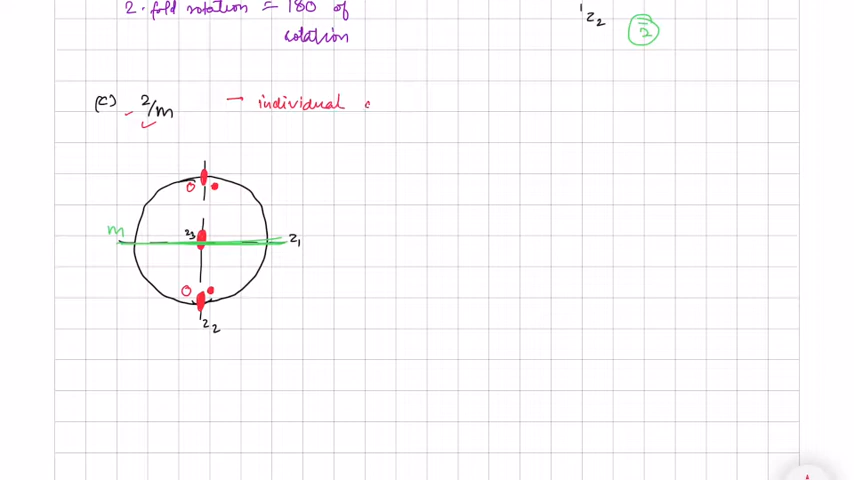 2. fold rotation = 180 of
rotation
z₂
2̅
(c) 2/m → individual c
m
z₃
z₁
z₂